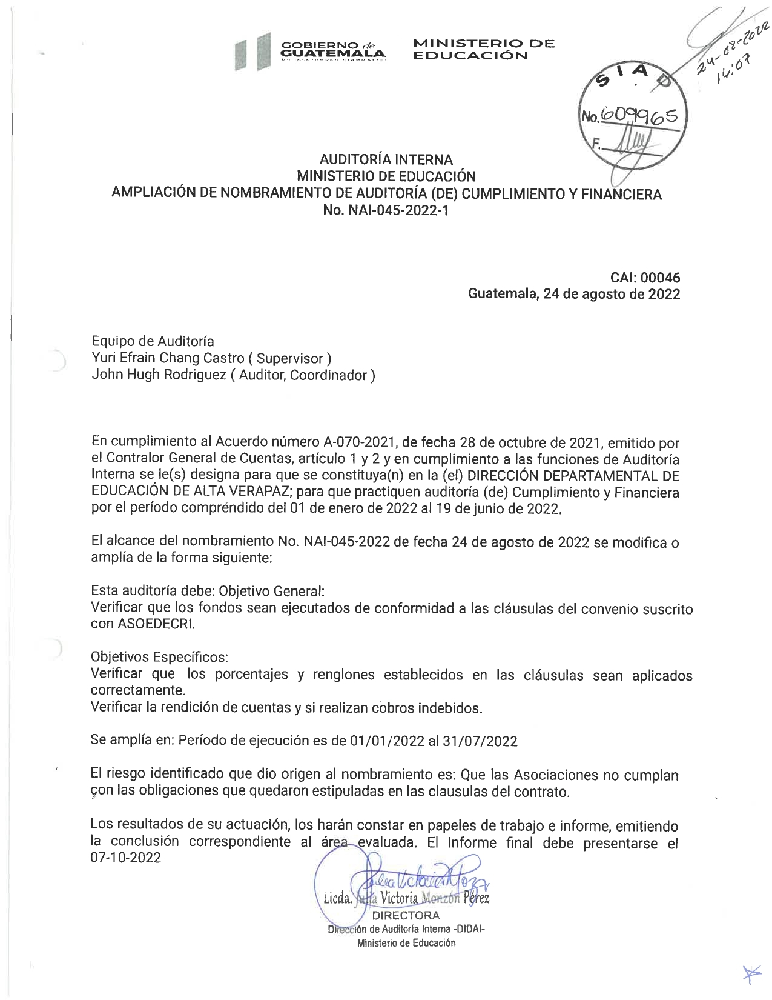 GOBIERNO de
GUATEMALA
DR. ALEJANDRO GIAMMATTEI
MINISTERIO DE
EDUCACIÓN
24-08-2022
14:07
SIAD
No. 609965
F.
AUDITORÍA INTERNA
MINISTERIO DE EDUCACIÓN
AMPLIACIÓN DE NOMBRAMIENTO DE AUDITORÍA (DE) CUMPLIMIENTO Y FINANCIERA
No. NAI-045-2022-1
CAI: 00046
Guatemala, 24 de agosto de 2022
Equipo de Auditoría
Yuri Efrain Chang Castro ( Supervisor )
John Hugh Rodriguez ( Auditor, Coordinador )
En cumplimiento al Acuerdo número A-070-2021, de fecha 28 de octubre de 2021, emitido por
el Contralor General de Cuentas, artículo 1 y 2 y en cumplimiento a las funciones de Auditoría
Interna se le(s) designa para que se constituya(n) en la (el) DIRECCIÓN DEPARTAMENTAL DE
EDUCACIÓN DE ALTA VERAPAZ; para que practiquen auditoría (de) Cumplimiento y Financiera
por el período comprendido del 01 de enero de 2022 al 19 de junio de 2022.
El alcance del nombramiento No. NAI-045-2022 de fecha 24 de agosto de 2022 se modifica o
amplía de la forma siguiente:
Esta auditoría debe: Objetivo General:
Verificar que los fondos sean ejecutados de conformidad a las cláusulas del convenio suscrito
con ASOEDECRI.
Objetivos Específicos:
Verificar que los porcentajes y renglones establecidos en las cláusulas sean aplicados
correctamente.
Verificar la rendición de cuentas y si realizan cobros indebidos.
Se amplía en: Período de ejecución es de 01/01/2022 al 31/07/2022
El riesgo identificado que dio origen al nombramiento es: Que las Asociaciones no cumplan
con las obligaciones que quedaron estipuladas en las clausulas del contrato.
Los resultados de su actuación, los harán constar en papeles de trabajo e informe, emitiendo
la conclusión correspondiente al área evaluada. El informe final debe presentarse el
07-10-2022
Licda. Julia Victoria Monzón Pérez
DIRECTORA
Dirección de Auditoría Interna -DIDAI-
Ministerio de Educación